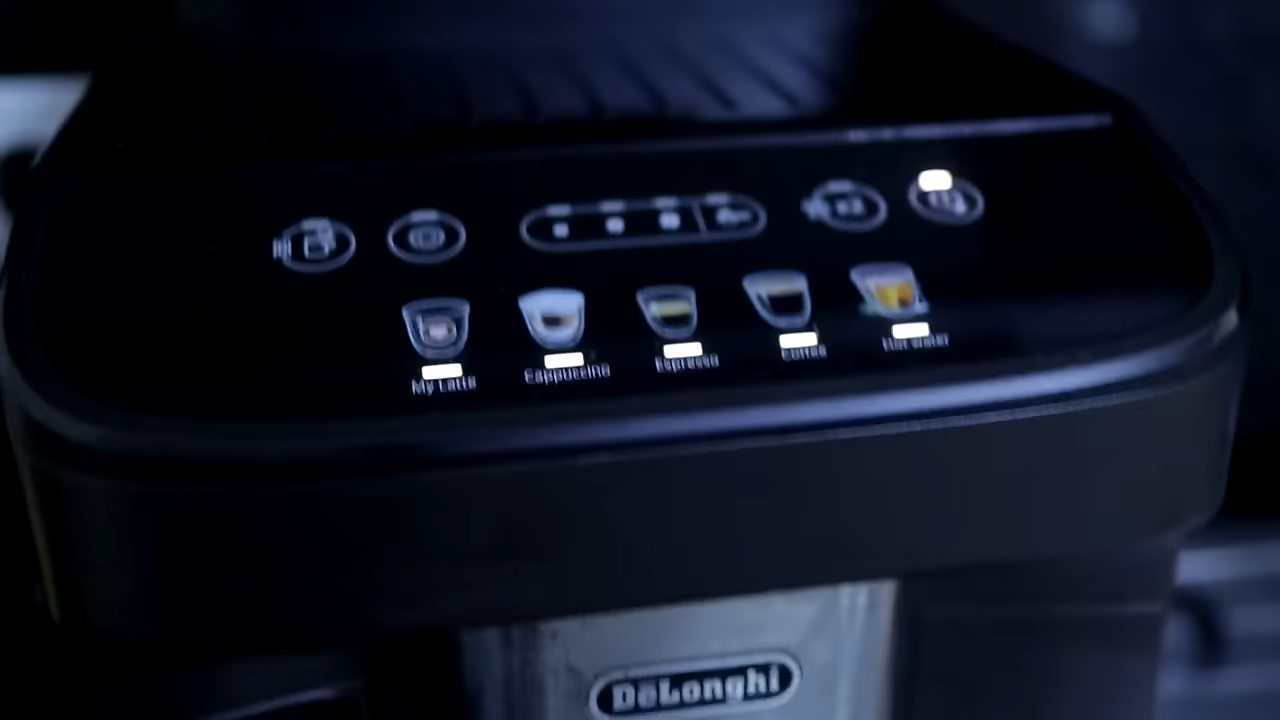 My Latte
Cappuccino
Espresso
Coffee
Hot water
DeLonghi